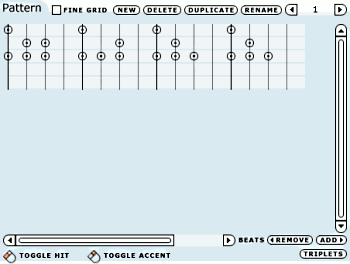 Pattern FINE GRID NEW DELETE DUPLICATE RENAME 1
BEATS REMOVE ADD
TOGGLE HIT TOGGLE ACCENT TRIPLETS